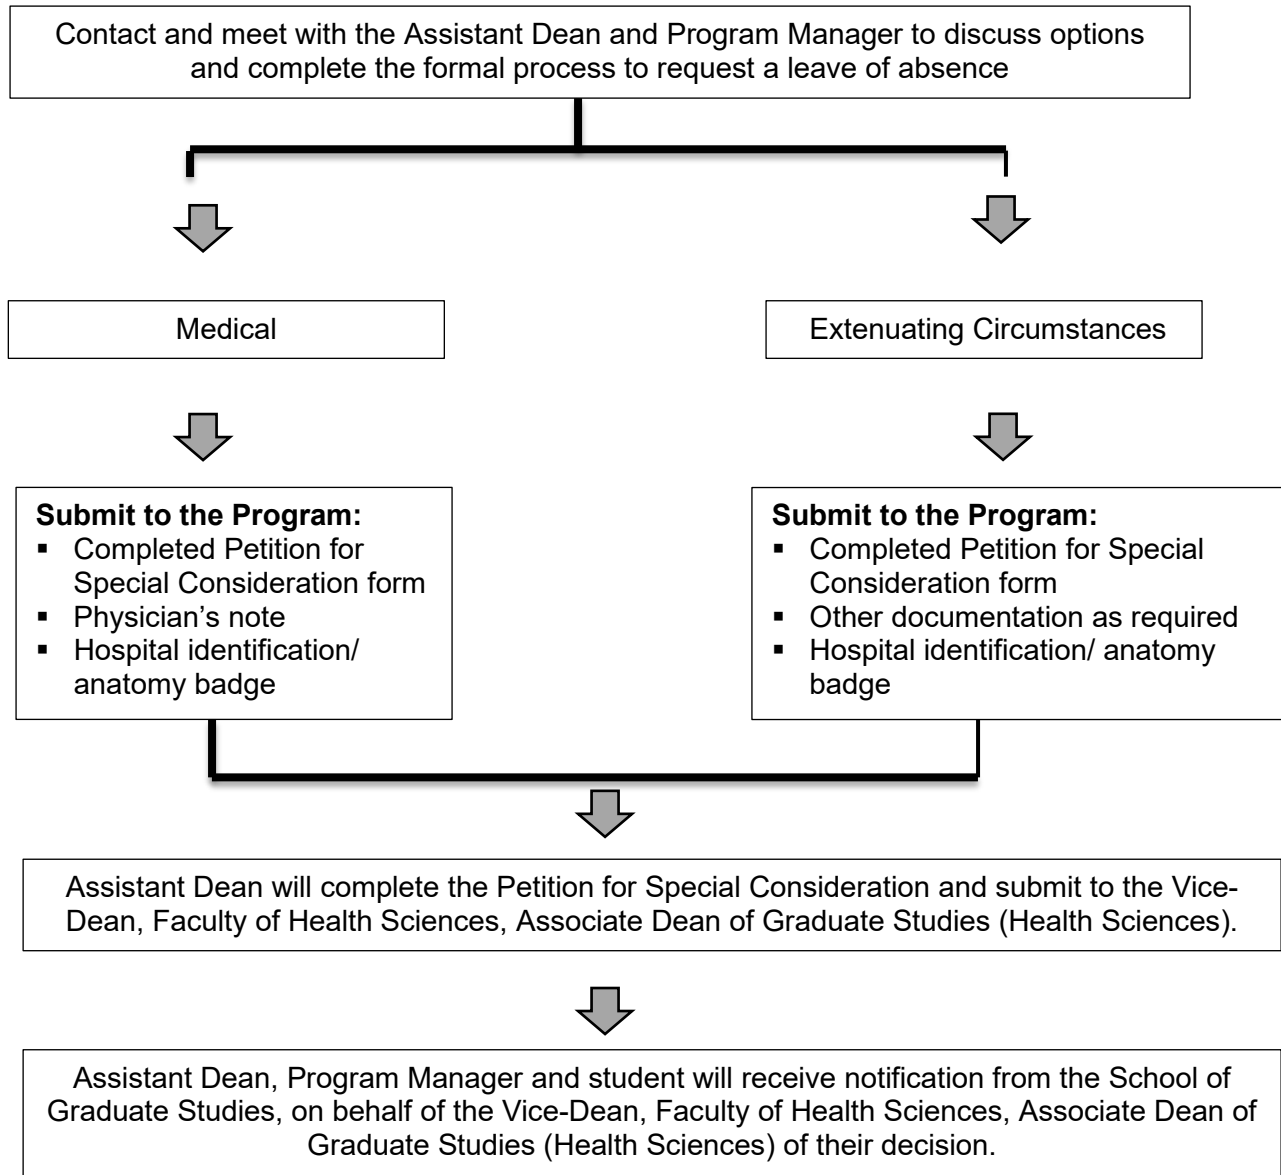 Contact and meet with the Assistant Dean and Program Manager to discuss options
and complete the formal process to request a leave of absence
Medical
Extenuating Circumstances
Submit to the Program:
▪ Completed Petition for
Special Consideration form
▪ Physician’s note
▪ Hospital identification/
anatomy badge
Submit to the Program:
▪ Completed Petition for Special
Consideration form
▪ Other documentation as required
▪ Hospital identification/ anatomy
badge
Assistant Dean will complete the Petition for Special Consideration and submit to the Vice-
Dean, Faculty of Health Sciences, Associate Dean of Graduate Studies (Health Sciences).
Assistant Dean, Program Manager and student will receive notification from the School of
Graduate Studies, on behalf of the Vice-Dean, Faculty of Health Sciences, Associate Dean of
Graduate Studies (Health Sciences) of their decision.